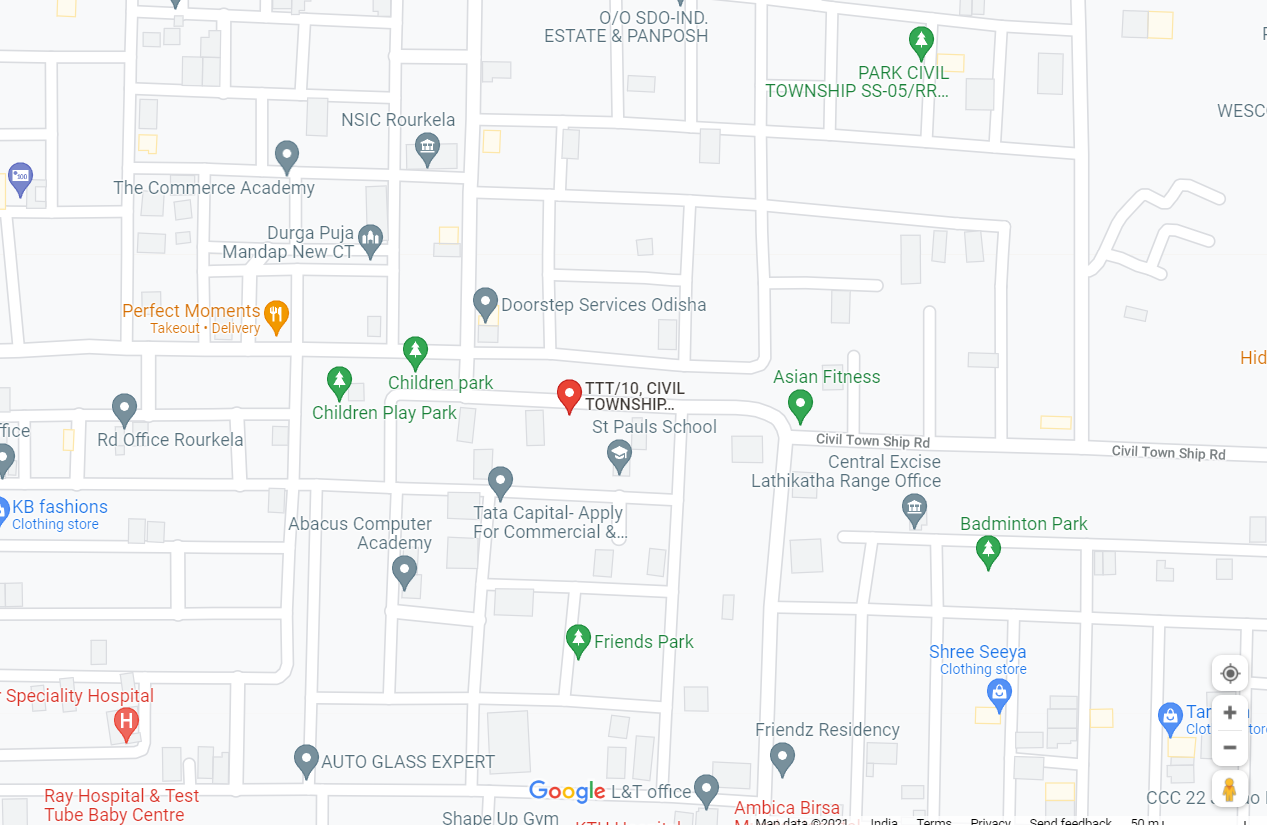 O/O SDO-IND.
ESTATE & PANPOSH
PARK CIVIL
TOWNSHIP SS-05/RR...
WESCO
NSIC Rourkela
The Commerce Academy
500
Durga Puja
Mandap New CT
Perfect Moments
Takeout • Delivery
Doorstep Services Odisha
Hid
Children park
Children Play Park
TTT/10, CIVIL
TOWNSHIP...
Asian Fitness
St Pauls School
Rd Office Rourkela
ffice
Civil Town Ship Rd
Civil Town Ship Rd
Central Excise
Lathikatha Range Office
KB fashions
Clothing store
Abacus Computer
Academy
Tata Capital- Apply
For Commercial &...
Badminton Park
Friends Park
Shree Seeya
Clothing store
r Speciality Hospital
H
Tar
Clot
ore
Friendz Residency
AUTO GLASS EXPERT
Google
L&T office
Ray Hospital & Test
Tube Baby Centre
Shape Up Gym
Ambica Birsa
CCC 22
Map data ©2021
India
Terms
Privacy
Send feedback
50 m